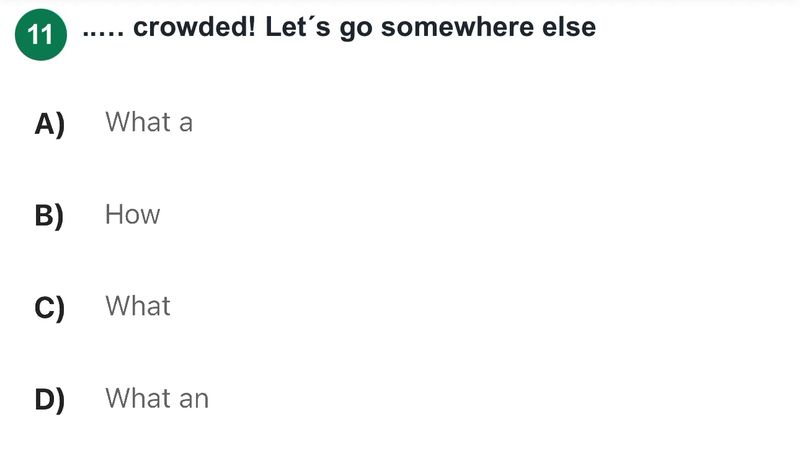 11 ..... crowded! Let´s go somewhere else
A) What a
B) How
C) What
D) What an